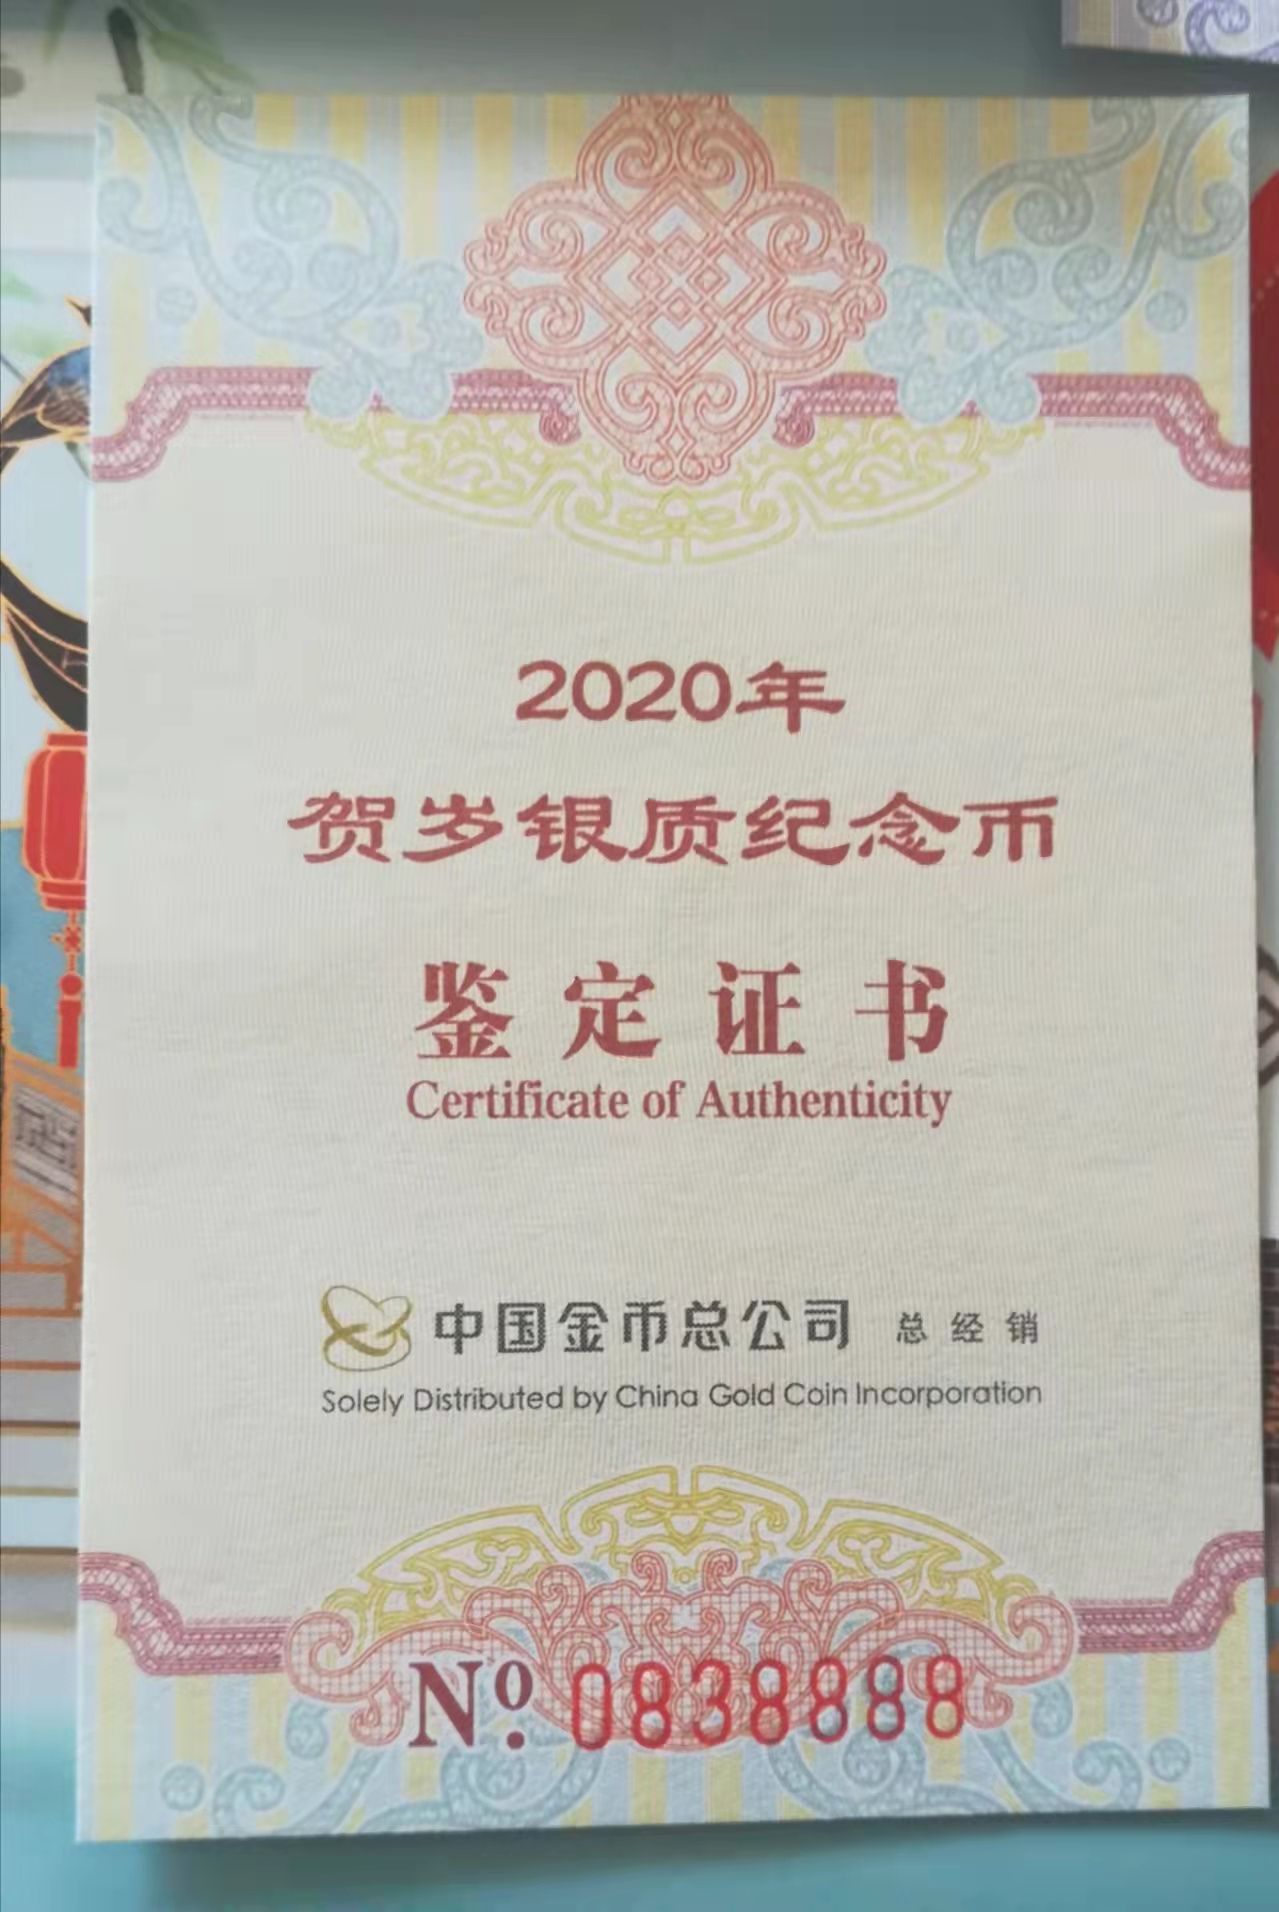 2020年
贺岁银质纪念币
鉴定证书
Certificate of Authenticity
中国金币总公司 总经销
Solely Distributed by China Gold Coin Incorporation
Nº. 0838888